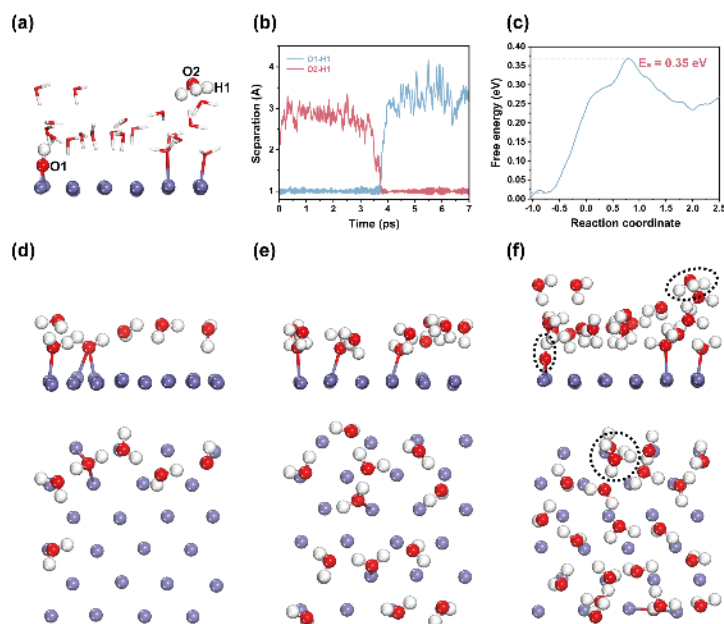 (a)
O2
H1
O1
(b)
O1-H1
O2-H1
Separation (A)
4
3
2
1
0 1 2 3 4 5 6 7
Time (ps)
(c)
Eₐ = 0.35 eV
Free energy (eV)
0.40
0.35
0.30
0.25
0.20
0.15
0.10
0.05
0.00
-1.0 -0.5 0.0 0.5 1.0 1.5 2.0 2.5
Reaction coordinate
(d)
(e)
(f)